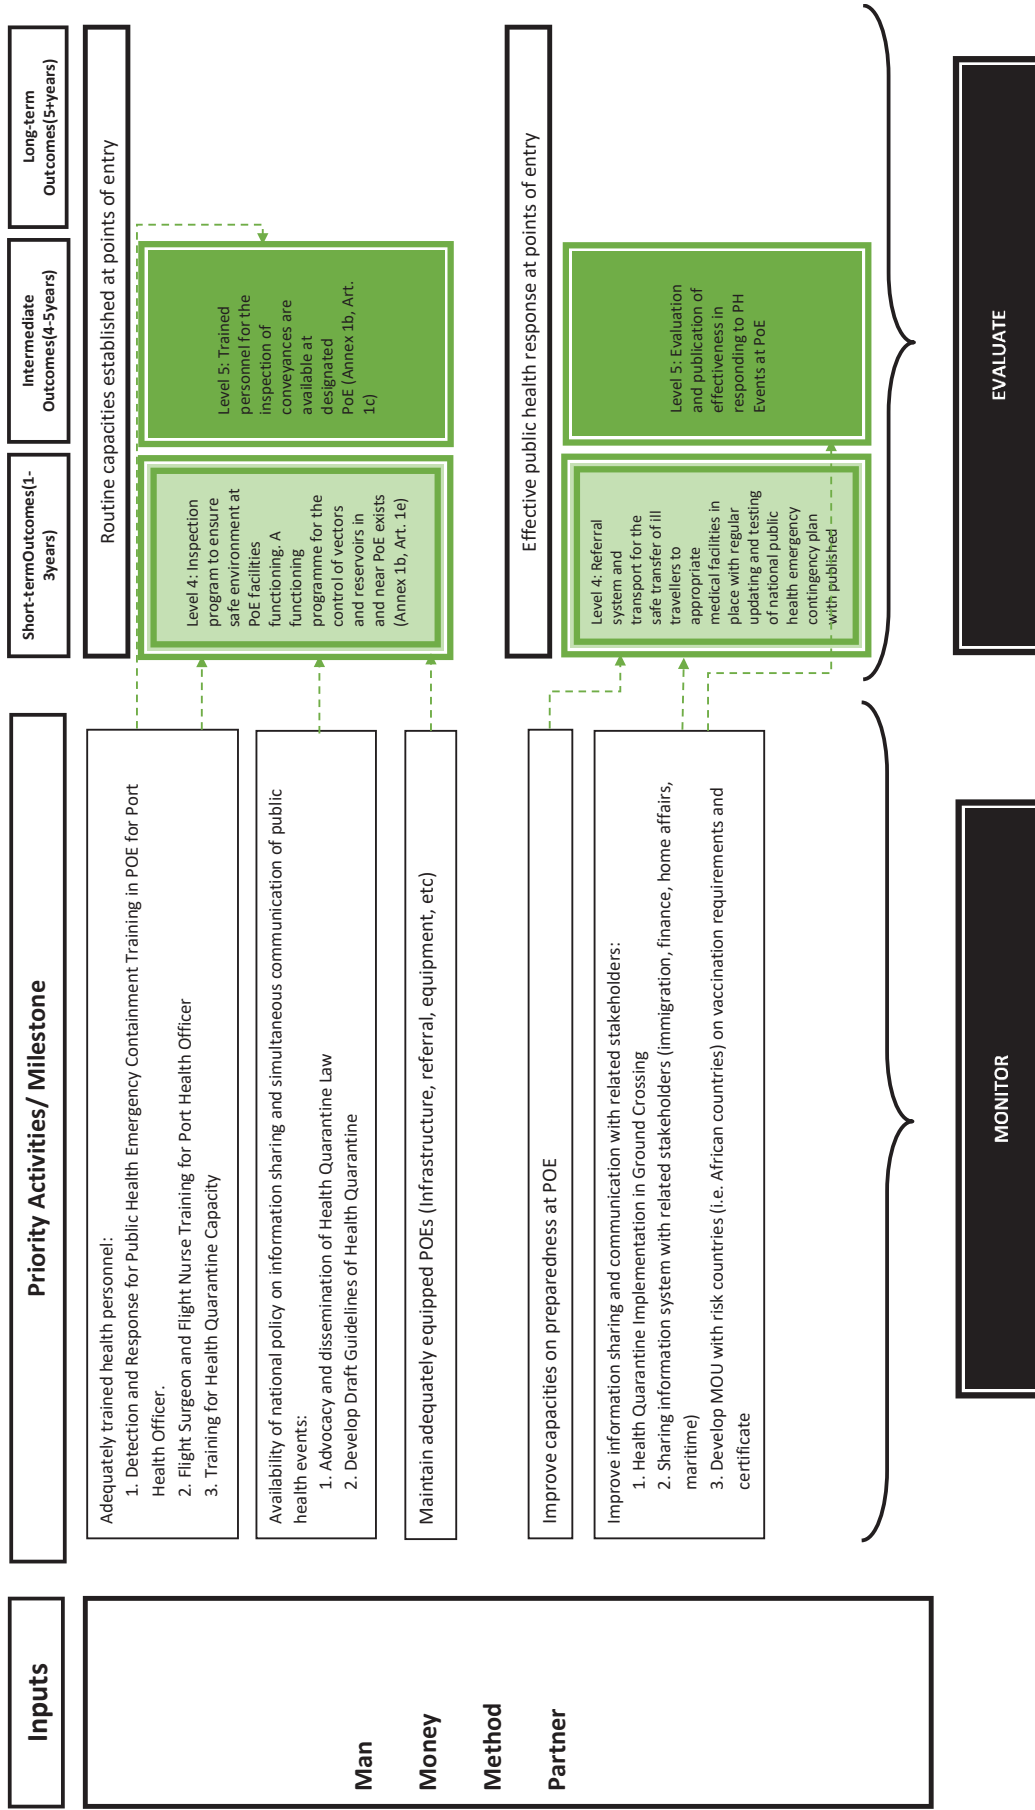 Inputs
Man
Money
Method
Partner
Priority Activities/ Milestone
Adequately trained health personnel:
1. Detection and Response for Public Health Emergency Containment Training in POE for Port
Health Officer.
2. Flight Surgeon and Flight Nurse Training for Port Health Officer
3. Training for Health Quarantine Capacity
Availability of national policy on information sharing and simultaneous communication of public
health events:
1. Advocacy and dissemination of Health Quarantine Law
2. Develop Draft Guidelines of Health Quarantine
Maintain adequately equipped POEs (Infrastructure, referral, equipment, etc)
Improve capacities on preparedness at POE
Improve information sharing and communication with related stakeholders:
1. Health Quarantine Implementation in Ground Crossing
2. Sharing information system with related stakeholders (immigration, finance, home affairs,
maritime)
3. Develop MOU with risk countries (i.e. African countries) on vaccination requirements and
certificate
MONITOR
Short-termOutcomes(1-
3years)
Intermediate
Outcomes(4-5years)
Long-term
Outcomes(5+years)
Routine capacities established at points of entry
Level 4: Inspection
program to ensure
safe environment at
PoE facilities
functioning. A
functioning
programme for the
control of vectors
and reservoirs in
and near PoE exists
(Annex 1b, Art. 1e)
Level 5: Trained
personnel for the
inspection of
conveyances are
available at
designated
PoE (Annex 1b, Art.
1c)
Effective public health response at points of entry
Level 4: Referral
system and
transport for the
safe transfer of ill
travellers to
appropriate
medical facilities in
place with regular
updating and testing
of national public
health emergency
contingency plan
with published
Level 5: Evaluation
and publication of
effectiveness in
responding to PH
Events at PoE
EVALUATE